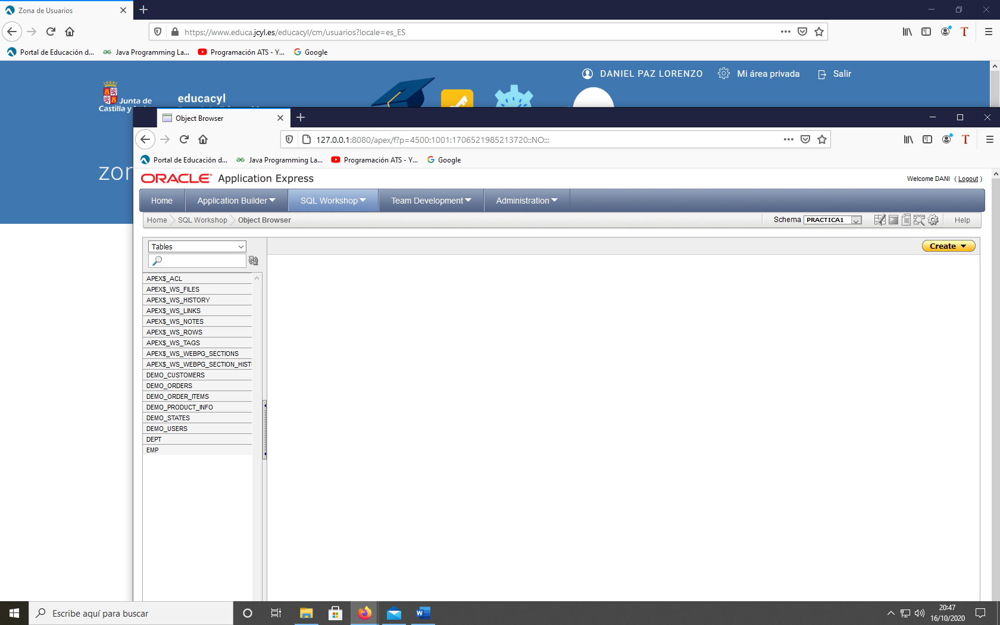 Zona de Usuarios
https://www.educa.jcyl.es/educacyl/cm/usuarios?locale=es_ES
Portal de Educación d...
Java Programming La...
Programación ATS - Y...
Google
DANIEL PAZ LORENZO
Mi área privada
Salir
Junta de
Castilla y
educacyl
zor
Object Browser
127.0.0.1:8080/apex/f?p=4500:1001:1706521985213720::NO:::
Portal de Educación d...
Java Programming La...
Programación ATS - Y...
Google
ORACLE Application Express
Welcome DANI ( Logout )
Home
Application Builder
SQL Workshop
Team Development
Administration
Home
SQL Workshop
Object Browser
Schema
PRACTICA1
Help
Tables
Create
APEX$_ACL
APEX$_WS_FILES
APEX$_WS_HISTORY
APEX$_WS_LINKS
APEX$_WS_NOTES
APEX$_WS_ROWS
APEX$_WS_TAGS
APEX$_WS_WEBPG_SECTIONS
APEX$_WS_WEBPG_SECTION_HIST
DEMO_CUSTOMERS
DEMO_ORDERS
DEMO_ORDER_ITEMS
DEMO_PRODUCT_INFO
DEMO_STATES
DEMO_USERS
DEPT
EMP
Escribe aquí para buscar
20:47
16/10/2020